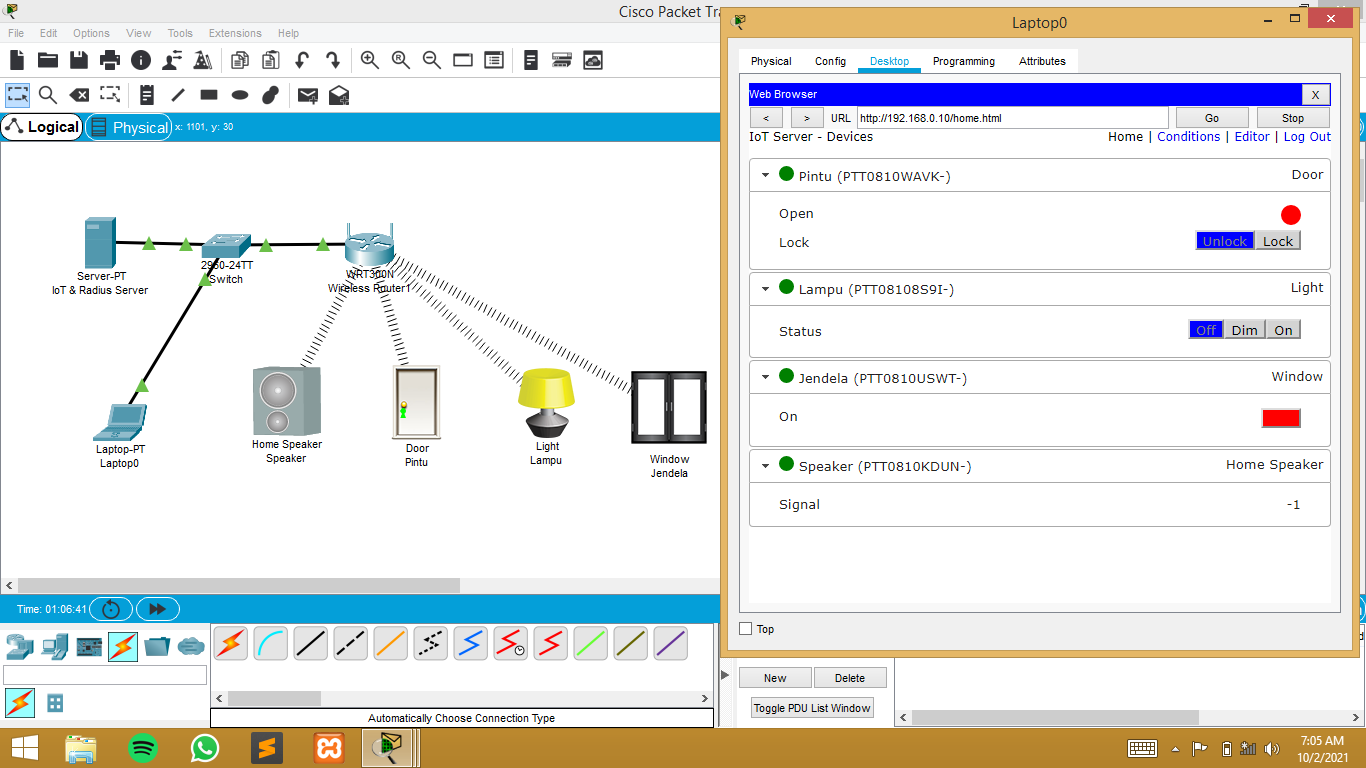 Cisco Packet Tra
File Edit Options View Tools Extensions Help
Logical
Physical x: 1101, y: 30
Server-PT
IoT & Radius Server
2960-24TT
Switch
WRT300N
Wireless Router1
Laptop-PT
Laptop0
Home Speaker
Speaker
Door
Pintu
Light
Lampu
Window
Jendela
Time: 01:06:41
Automatically Choose Connection Type
Laptop0
Physical Config Desktop Programming Attributes
Web Browser X
< > URL http://192.168.0.10/home.html Go Stop
IoT Server - Devices Home | Conditions | Editor | Log Out
Pintu (PTT0810WAVK-) Door
Open
Lock Unlock Lock
Lampu (PTT08108S9I-) Light
Status Off Dim On
Jendela (PTT0810USWT-) Window
On
Speaker (PTT0810KDUN-) Home Speaker
Signal -1
Top
New Delete
Toggle PDU List Window
7:05 AM
10/2/2021